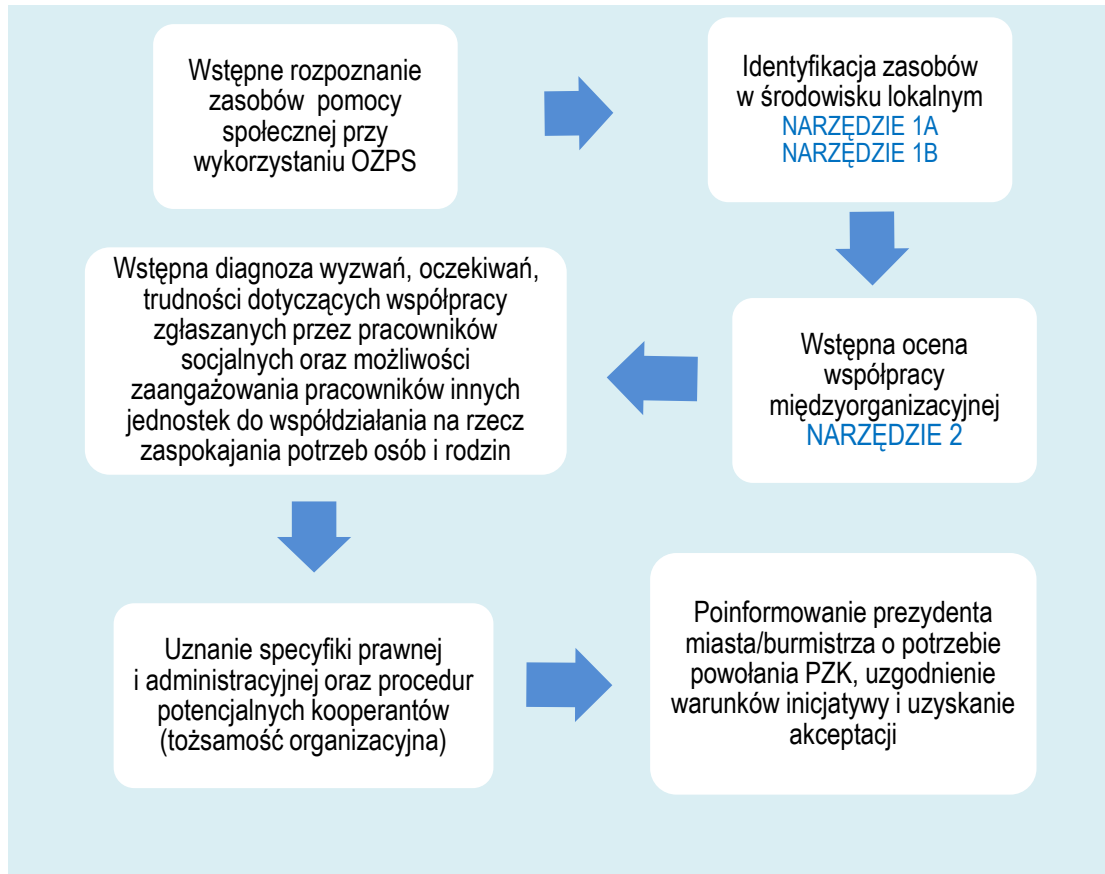 Wstępne rozpoznanie
zasobów pomocy
społecznej przy
wykorzystaniu OZPS
Identyfikacja zasobów
w środowisku lokalnym
NARZĘDZIE 1A
NARZĘDZIE 1B
Wstępna ocena
współpracy
międzyorganizacyjnej
NARZĘDZIE 2
Wstępna diagnoza wyzwań, oczekiwań,
trudności dotyczących współpracy
zgłaszanych przez pracowników
socjalnych oraz możliwości
zaangażowania pracowników innych
jednostek do współdziałania na rzecz
zaspokajania potrzeb osób i rodzin
Uznanie specyfiki prawnej
i administracyjnej oraz procedur
potencjalnych kooperantów
(tożsamość organizacyjna)
Poinformowanie prezydenta
miasta/burmistrza o potrzebie
powołania PZK, uzgodnienie
warunków inicjatywy i uzyskanie
akceptacji